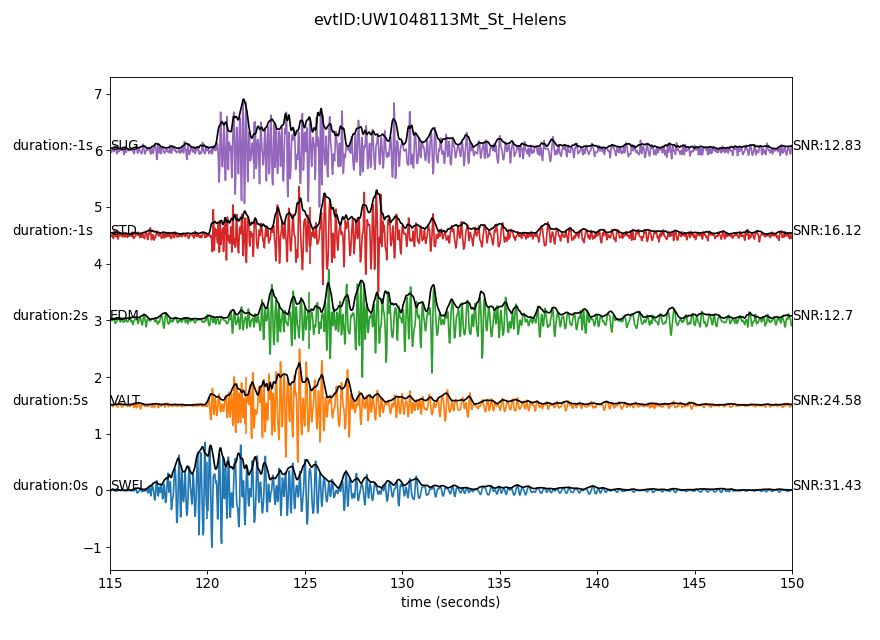 evtID:UW1048113Mt_St_Helens
7
duration:-1s SUG 6 SNR:12.83
5
duration:-1s STD SNR:16.12
4
duration:2s EDM 3 SNR:12.7
2
duration:5s VALT SNR:24.58
1
duration:0s SWFL 0 SNR:31.43
−1
115 120 125 130 135 140 145 150
time (seconds)